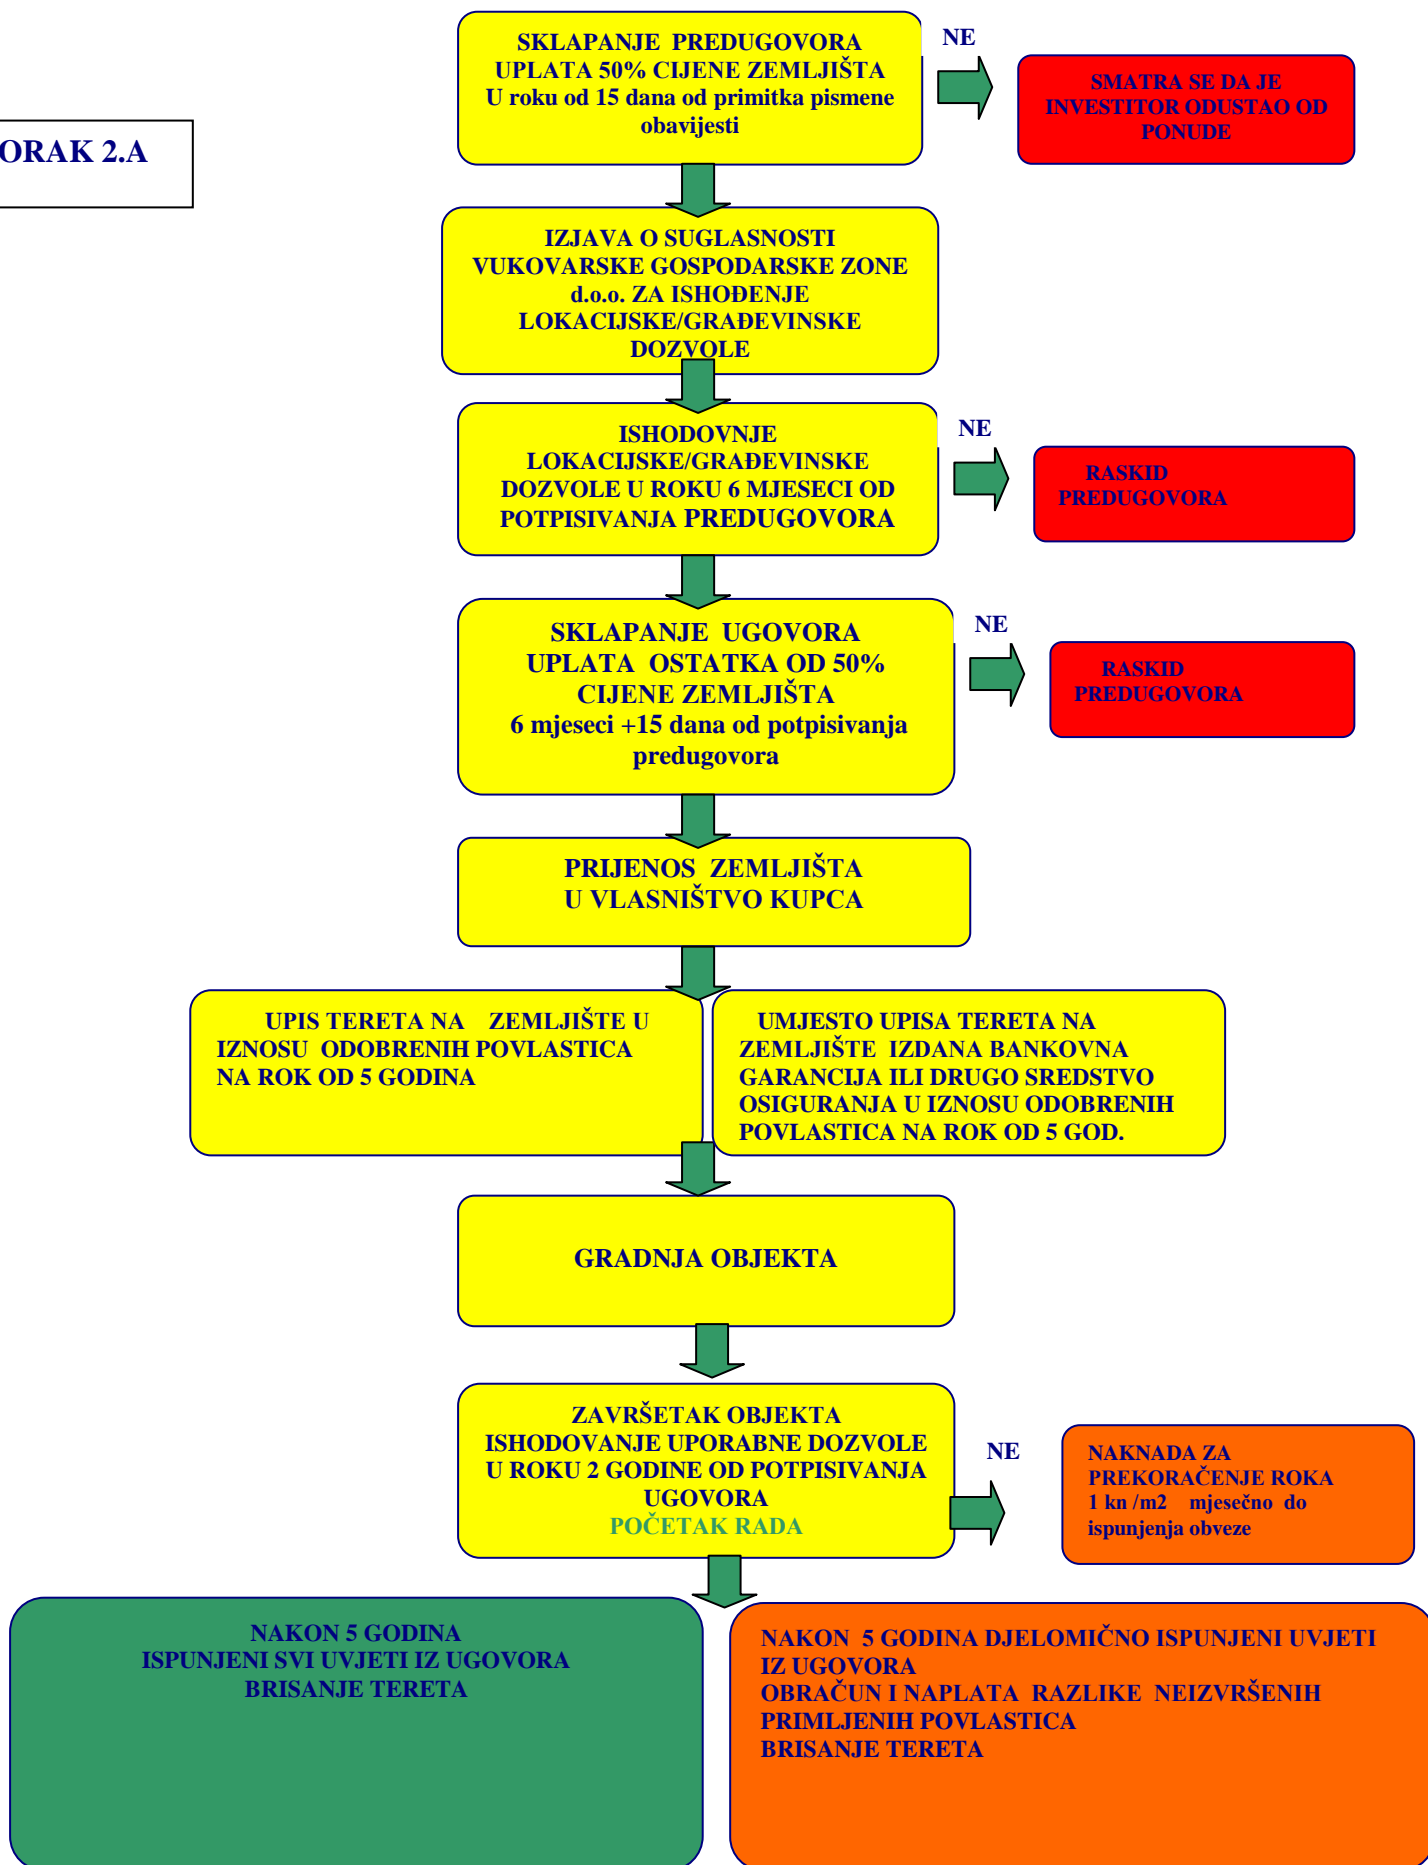 SKLAPANJE PREDUGOVORA
UPLATA 50% CIJENE ZEMLJIŠTA
U roku od 15 dana od primitka pismene
obavijesti
NE
SMATRA SE DA JE
INVESTITOR ODUSTAO OD
PONUDE
ORAK 2.A
IZJAVA O SUGLASNOSTI
VUKOVARSKE GOSPODARSKE ZONE
d.o.o. ZA ISHOĐENJE
LOKACIJSKE/GRAĐEVINSKE
DOZVOLE
ISHODOVNJE
LOKACIJSKE/GRAĐEVINSKE
DOZVOLE U ROKU 6 MJESECI OD
POTPISIVANJA PREDUGOVORA
NE
RASKID
PREDUGOVORA
SKLAPANJE UGOVORA
UPLATA OSTATKA OD 50%
CIJENE ZEMLJIŠTA
6 mjeseci +15 dana od potpisivanja
predugovora
NE
RASKID
PREDUGOVORA
PRIJENOS ZEMLJIŠTA
U VLASNIŠTVO KUPCA
UPIS TERETA NA ZEMLJIŠTE U
IZNOSU ODOBRENIH POVLASTICA
NA ROK OD 5 GODINA
UMJESTO UPISA TERETA NA
ZEMLJIŠTE IZDANA BANKOVNA
GARANCIJA ILI DRUGO SREDSTVO
OSIGURANJA U IZNOSU ODOBRENIH
POVLASTICA NA ROK OD 5 GOD.
GRADNJA OBJEKTA
ZAVRŠETAK OBJEKTA
ISHODOVANJE UPORABNE DOZVOLE
U ROKU 2 GODINE OD POTPISIVANJA
UGOVORA
POČETAK RADA
NE
NAKNADA ZA
PREKORAČENJE ROKA
1 kn /m2 mjesečno do
ispunjenja obveze
NAKON 5 GODINA
ISPUNJENI SVI UVJETI IZ UGOVORA
BRISANJE TERETA
NAKON 5 GODINA DJELOMIČNO ISPUNJENI UVJETI
IZ UGOVORA
OBRAČUN I NAPLATA RAZLIKE NEIZVRŠENIH
PRIMLJENIH POVLASTICA
BRISANJE TERETA